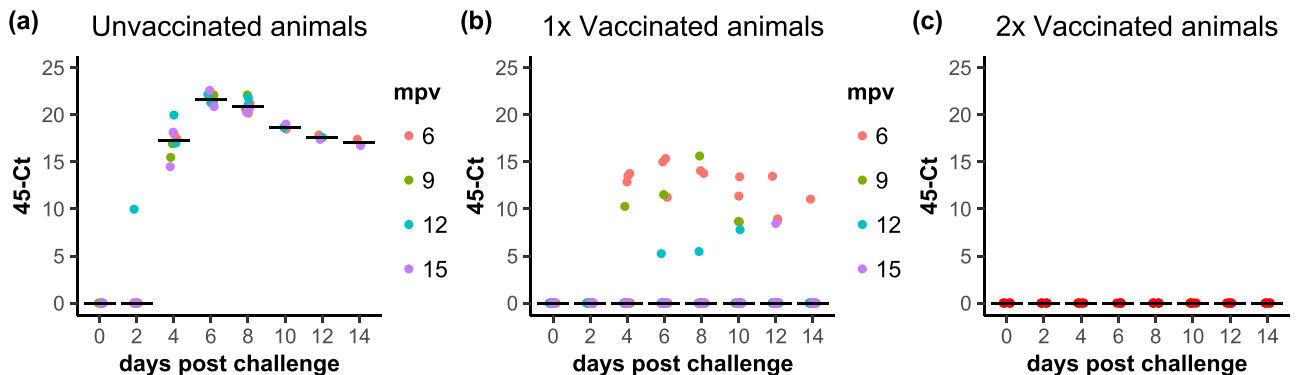 (a) Unvaccinated animals
25
20
15
10
5
0
45-Ct
0 2 4 6 8 10 12 14
days post challenge
mpv
6
9
12
15
(b) 1x Vaccinated animals
25
20
15
10
5
0
45-Ct
0 2 4 6 8 10 12 14
days post challenge
mpv
6
9
12
15
(c) 2x Vaccinated animals
25
20
15
10
5
0
45-Ct
0 2 4 6 8 10 12 14
days post challenge